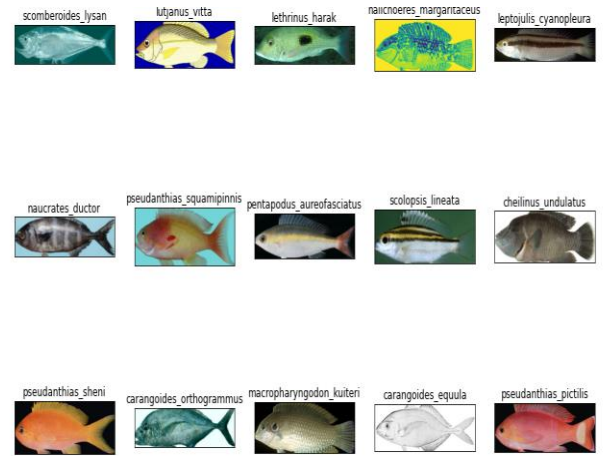 scomberoides_lysan
lutjanus_vitta
lethrinus_harak
halichoeres_margaritaceus
leptojulis_cyanopleura
naucrates_ductor
pseudanthias_squamipinnis
pentapodus_aureofasciatus
scolopsis_lineata
cheilinus_undulatus
pseudanthias_sheni
carangoides_orthogrammus
macropharyngodon_kuiteri
carangoides_equula
pseudanthias_pictilis